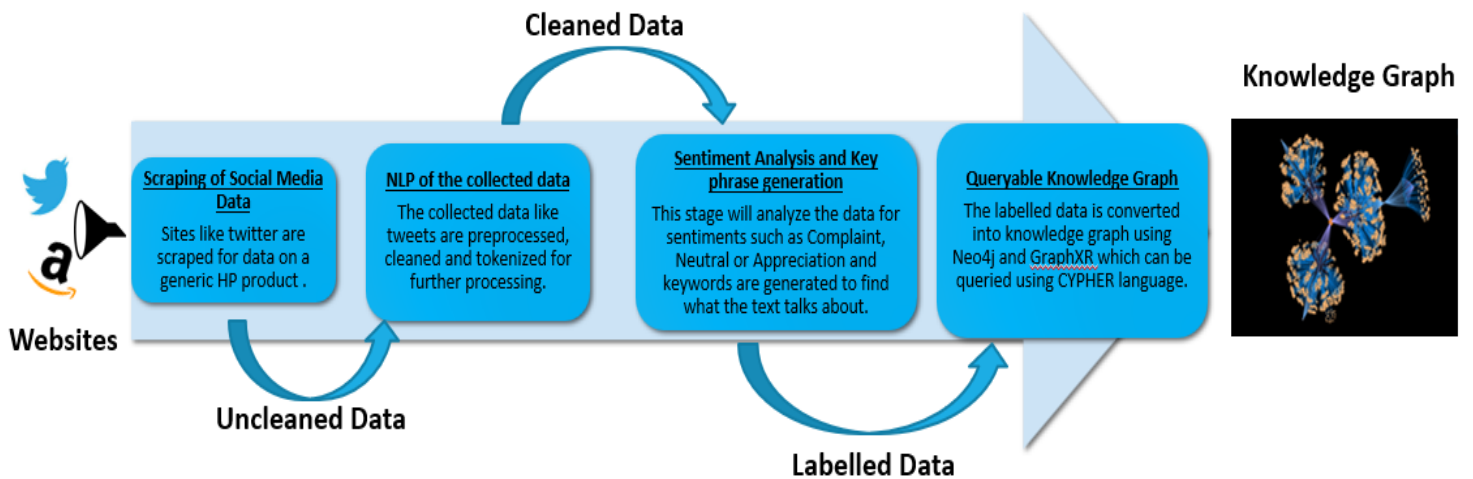 Cleaned Data
Knowledge Graph
Websites
Scraping of Social Media
Data
Sites like twitter are
scraped for data on a
generic HP product .
Uncleaned Data
NLP of the collected data
The collected data like
tweets are preprocessed,
cleaned and tokenized for
further processing.
Sentiment Analysis and Key
phrase generation
This stage will analyze the data for
sentiments such as Complaint,
Neutral or Appreciation and
keywords are generated to find
what the text talks about.
Labelled Data
Queryable Knowledge Graph
The labelled data is converted
into knowledge graph using
Neo4j and GraphXR which can be
queried using CYPHER language.